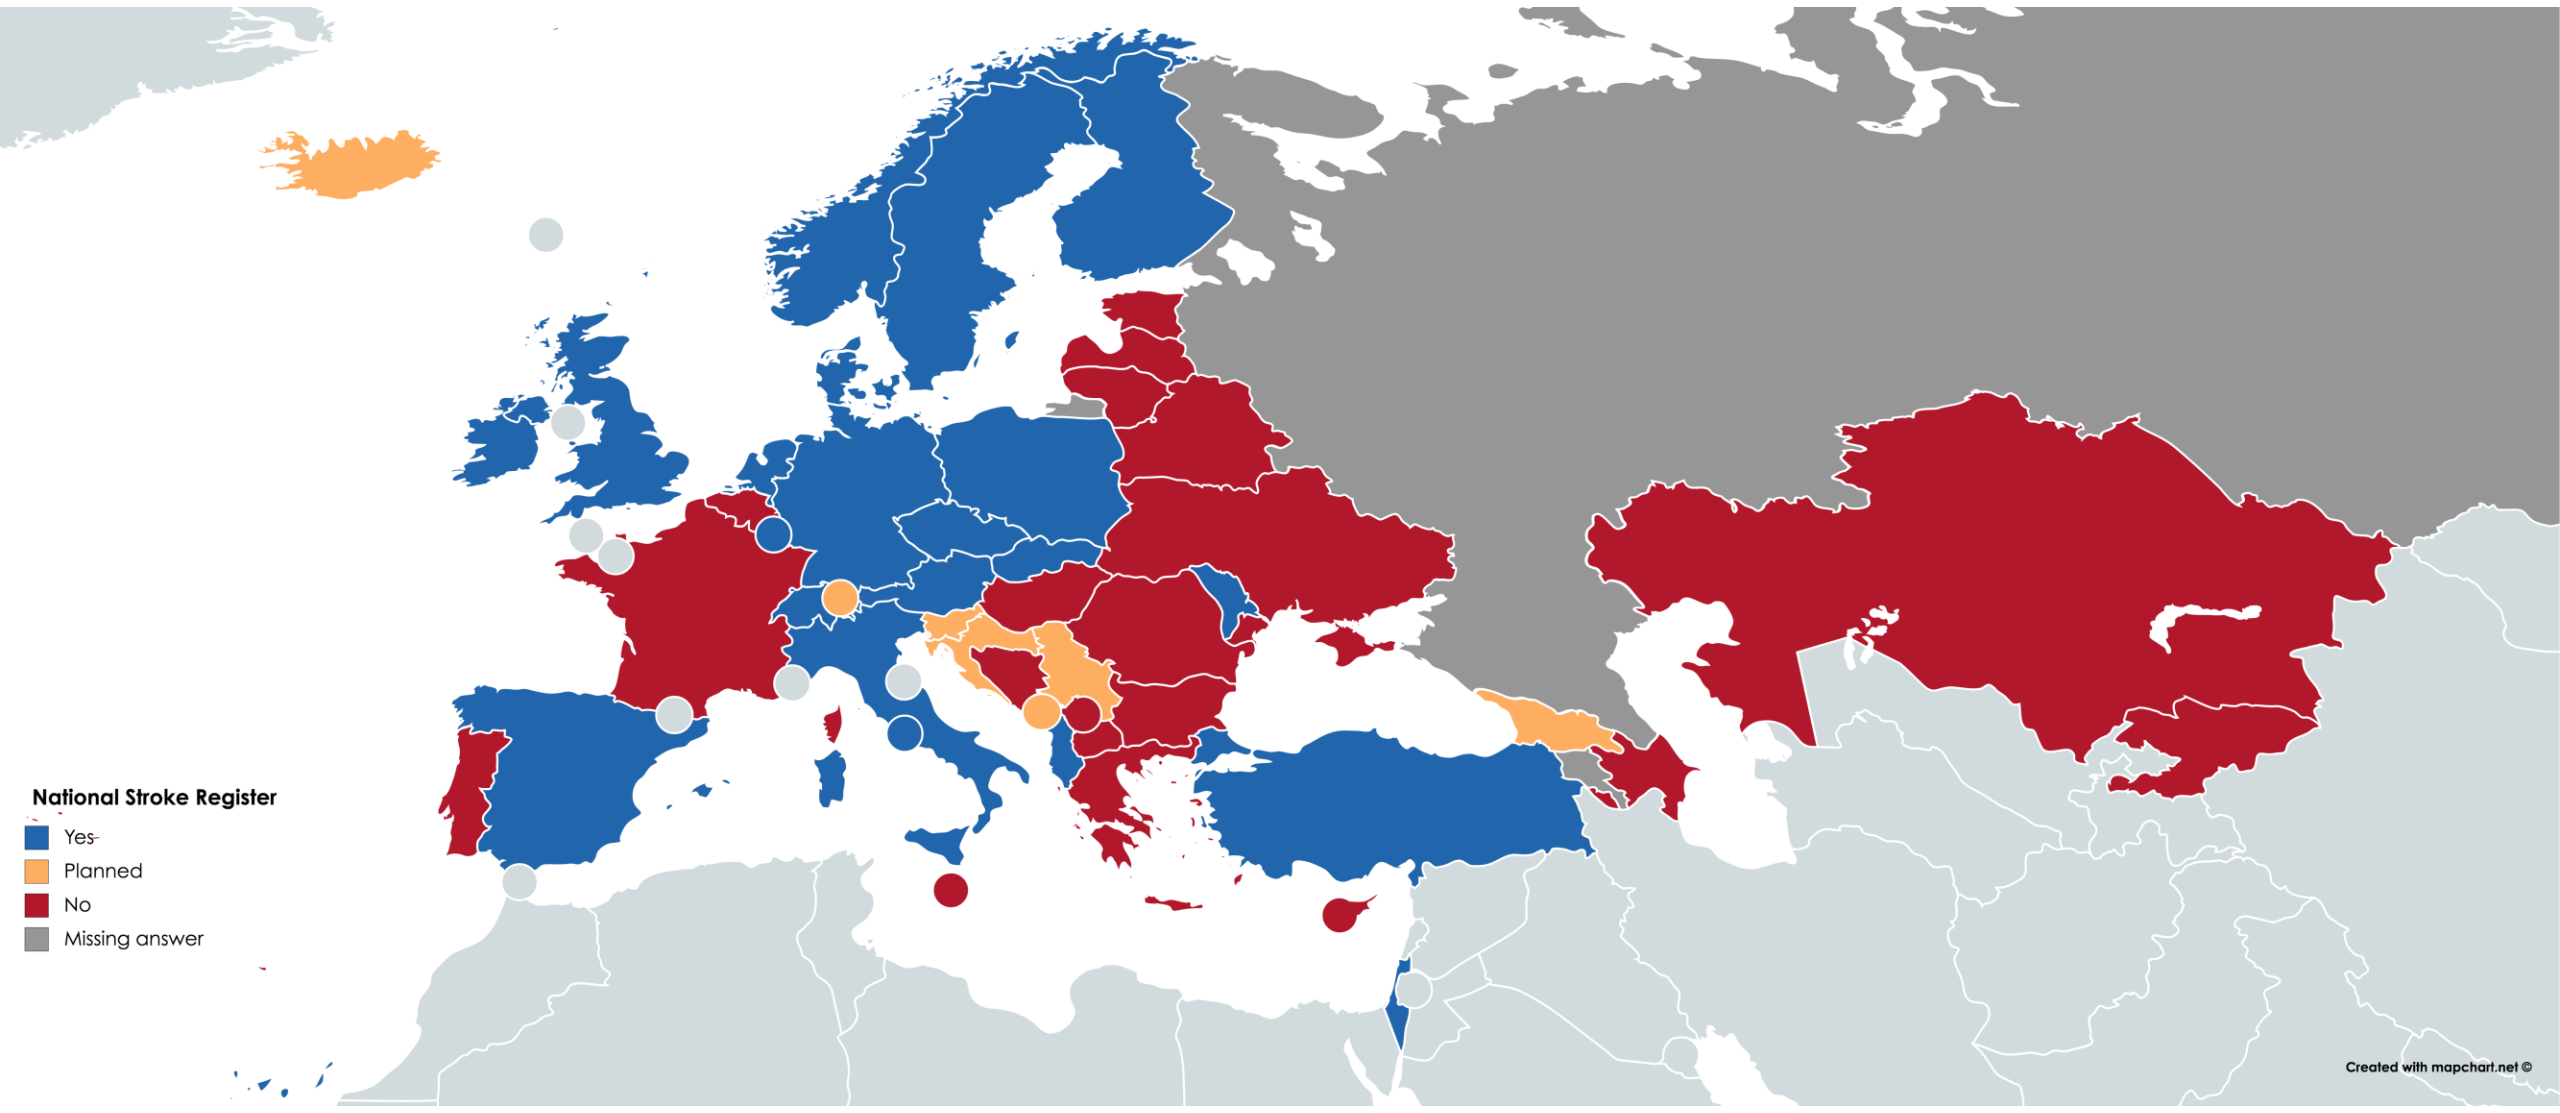 National Stroke Register
Yes
Planned
No
Missing answer
Created with mapchart.net ©